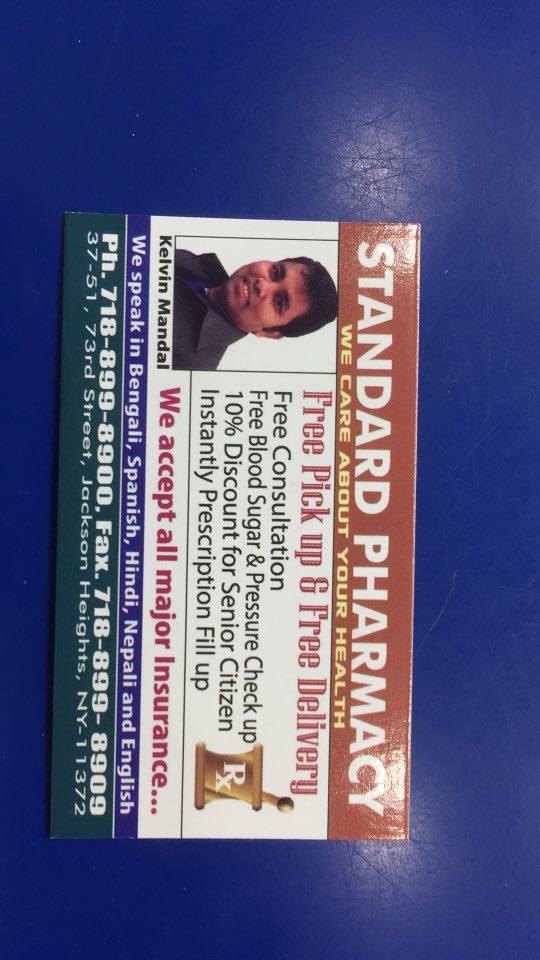 STANDARD PHARMACY
WE CARE ABOUT YOUR HEALTH
Free Pick up & Free Delivery
Free Consultation
Free Blood Sugar & Pressure Check up
10% Discount for Senior Citizen
Instantly Prescription Fill up
Rx
Kelvin Mandal
We accept all major Insurance...
We speak in Bengali, Spanish, Hindi, Nepali and English
Ph. 718-899-8900, Fax. 718-899- 8909
37-51, 73rd Street, Jackson Heights, NY-11372